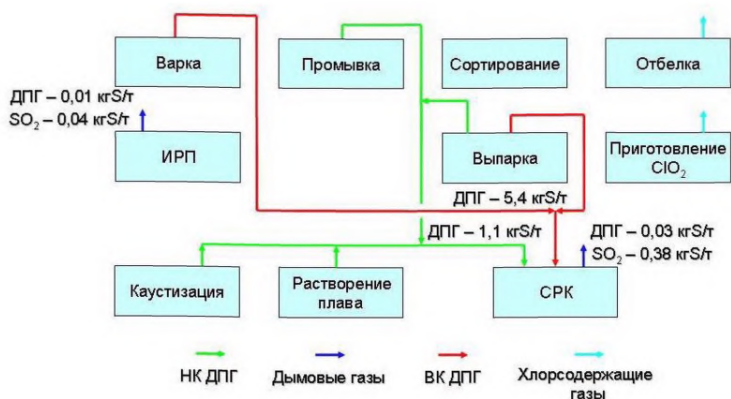 Варка
Промывка
Сортирование
Отбелка
ДПГ – 0,01 кгS/т
SO₂ – 0,04 кгS/т
ИРП
Выпарка
Приготовление
ClO₂
ДПГ – 5,4 кгS/т
ДПГ – 1,1 кгS/т
ДПГ – 0,03 кгS/т
SO₂ – 0,38 кгS/т
Каустизация
Растворение
плава
СРК
НК ДПГ
Дымовые газы
ВК ДПГ
Хлорсодержащие
газы